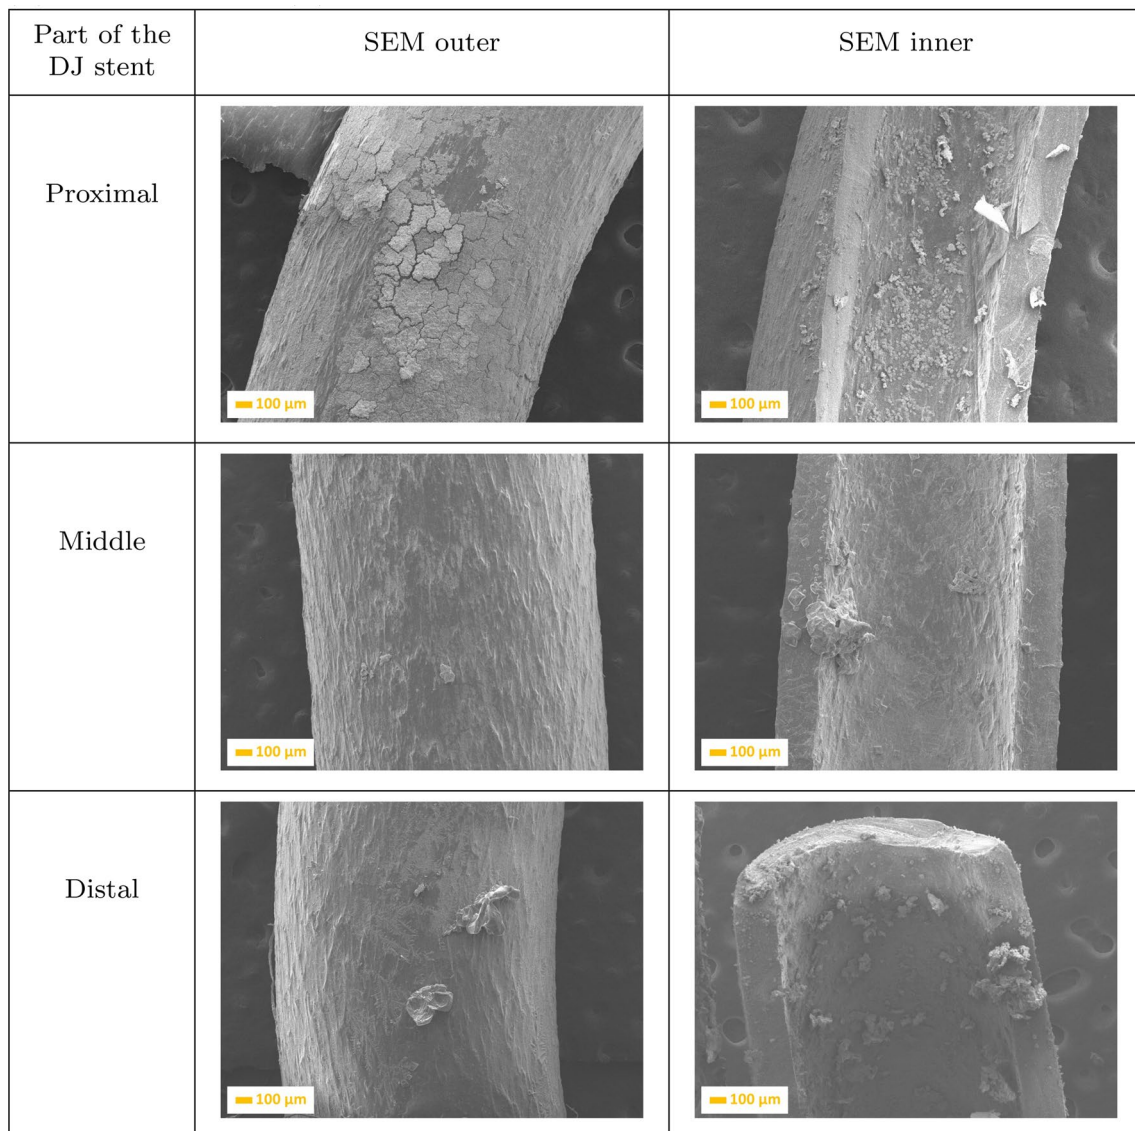 Part of the
DJ stent
SEM outer
SEM inner
Proximal
100 µm
100 µm
Middle
100 µm
100 µm
Distal
100 µm
100 µm